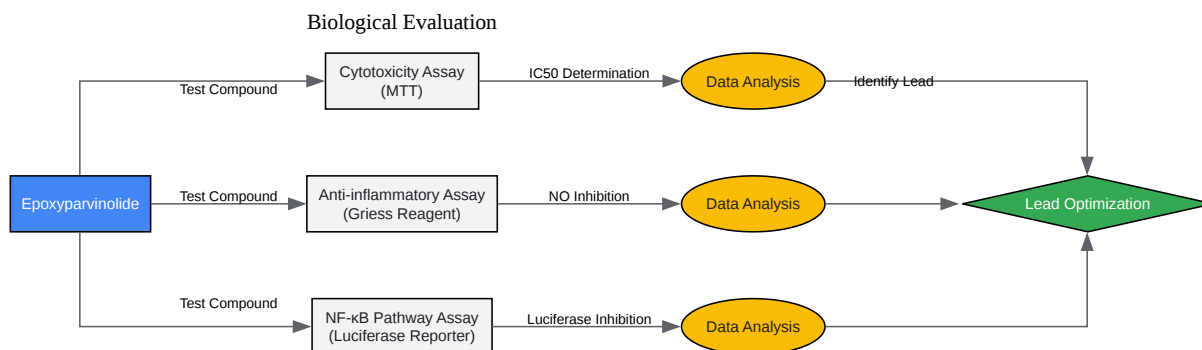 Biological Evaluation
Cytotoxicity Assay
(MTT)
Test Compound
IC50 Determination
Data Analysis
Identify Lead
Epoxyparvinolide
Test Compound
Anti-inflammatory Assay
(Griess Reagent)
NO Inhibition
Data Analysis
Lead Optimization
Test Compound
NF-κB Pathway Assay
(Luciferase Reporter)
Luciferase Inhibition
Data Analysis